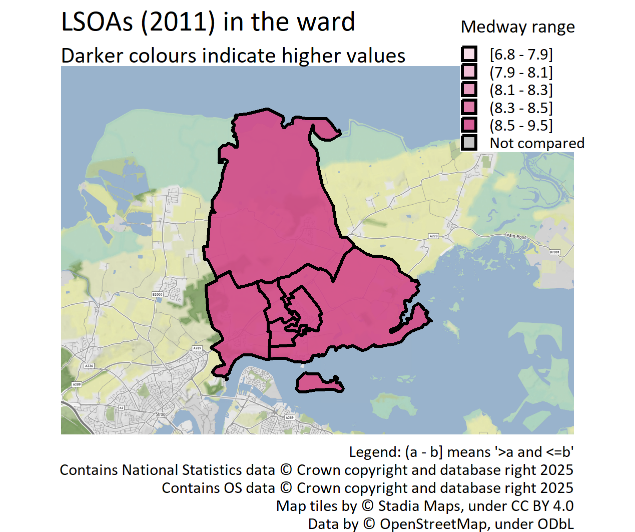 LSOAs (2011) in the ward
Darker colours indicate higher values
Medway range
[6.8 - 7.9]
(7.9 - 8.1]
(8.1 - 8.3]
(8.3 - 8.5]
(8.5 - 9.5]
Not compared
Legend: (a - b] means '>a and <=b'
Contains National Statistics data © Crown copyright and database right 2025
Contains OS data © Crown copyright and database right 2025
Map tiles by © Stadia Maps, under CC BY 4.0
Data by © OpenStreetMap, under ODbL